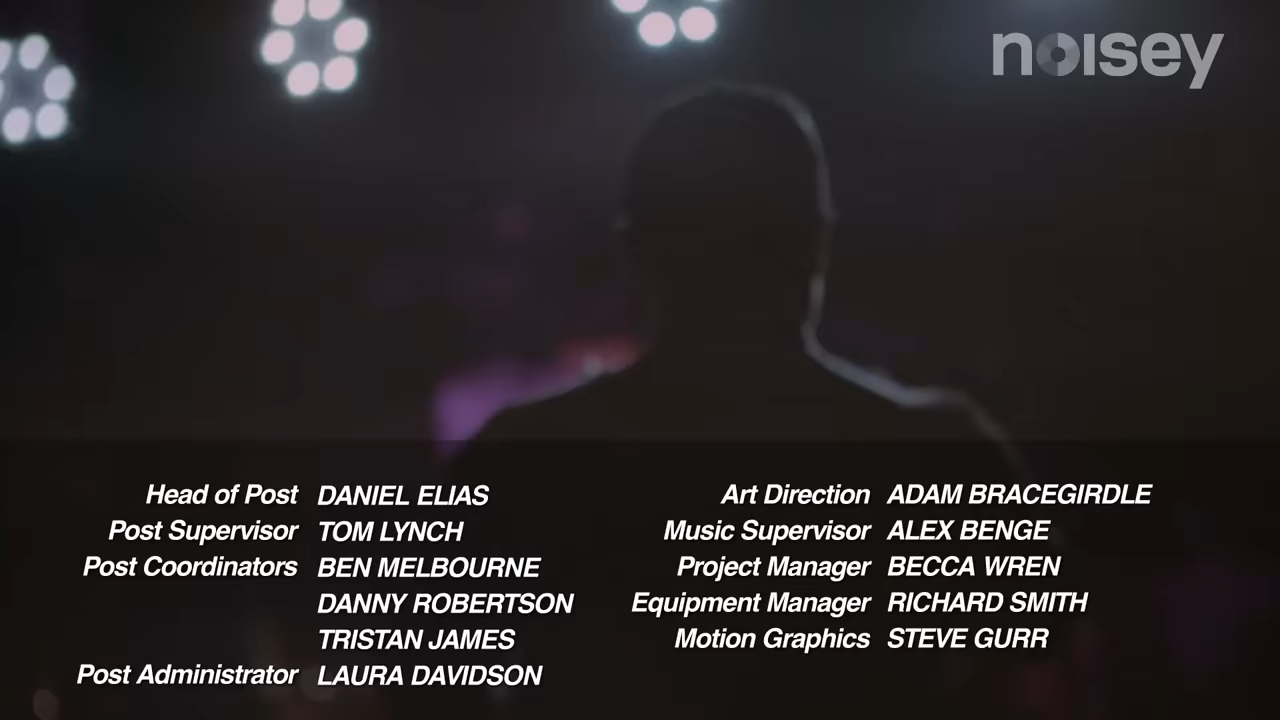 noisey
Head of Post DANIEL ELIAS
Post Supervisor TOM LYNCH
Post Coordinators BEN MELBOURNE
DANNY ROBERTSON
TRISTAN JAMES
Post Administrator LAURA DAVIDSON
Art Direction ADAM BRACEGIRDLE
Music Supervisor ALEX BENGE
Project Manager BECCA WREN
Equipment Manager RICHARD SMITH
Motion Graphics STEVE GURR